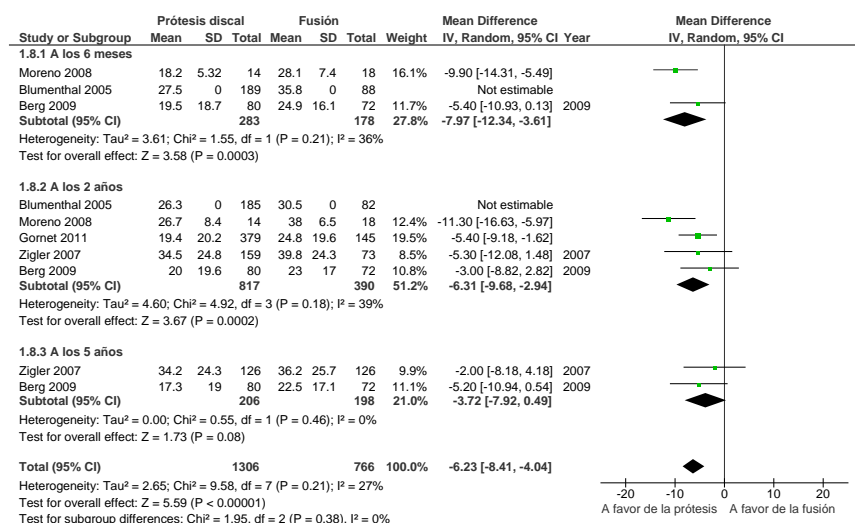 Prótesis discal Fusión Mean Difference Mean Difference
Study or Subgroup Mean SD Total Mean SD Total Weight IV, Random, 95% CI Year IV, Random, 95% CI
1.8.1 A los 6 meses
Moreno 2008 18.2 5.32 14 28.1 7.4 18 16.1% -9.90 [-14.31, -5.49]
Blumenthal 2005 27.5 0 189 35.8 0 88 Not estimable
Berg 2009 19.5 18.7 80 24.9 16.1 72 11.7% -5.40 [-10.93, 0.13] 2009
Subtotal (95% CI) 283 178 27.8% -7.97 [-12.34, -3.61]
Heterogeneity: Tau² = 3.61; Chi² = 1.55, df = 1 (P = 0.21); I² = 36%
Test for overall effect: Z = 3.58 (P = 0.0003)
1.8.2 A los 2 años
Blumenthal 2005 26.3 0 185 30.5 0 82 Not estimable
Moreno 2008 26.7 8.4 14 38 6.5 18 12.4% -11.30 [-16.63, -5.97]
Gornet 2011 19.4 20.2 379 24.8 19.6 145 19.5% -5.40 [-9.18, -1.62]
Zigler 2007 34.5 24.8 159 39.8 24.3 73 8.5% -5.30 [-12.08, 1.48] 2007
Berg 2009 20 19.6 80 23 17 72 10.8% -3.00 [-8.82, 2.82] 2009
Subtotal (95% CI) 817 390 51.2% -6.31 [-9.68, -2.94]
Heterogeneity: Tau² = 4.60; Chi² = 4.92, df = 3 (P = 0.18); I² = 39%
Test for overall effect: Z = 3.67 (P = 0.0002)
1.8.3 A los 5 años
Zigler 2007 34.2 24.3 126 36.2 25.7 126 9.9% -2.00 [-8.18, 4.18] 2007
Berg 2009 17.3 19 80 22.5 17.1 72 11.1% -5.20 [-10.94, 0.54] 2009
Subtotal (95% CI) 206 198 21.0% -3.72 [-7.92, 0.49]
Heterogeneity: Tau² = 0.00; Chi² = 0.55, df = 1 (P = 0.46); I² = 0%
Test for overall effect: Z = 1.73 (P = 0.08)
Total (95% CI) 1306 766 100.0% -6.23 [-8.41, -4.04]
Heterogeneity: Tau² = 2.65; Chi² = 9.58, df = 7 (P = 0.21); I² = 27%
Test for overall effect: Z = 5.59 (P < 0.00001)
Test for subgroup differences: Chi² = 1.95, df = 2 (P = 0.38), I² = 0%
-20 -10 0 10 20
A favor de la prótesis A favor de la fusión